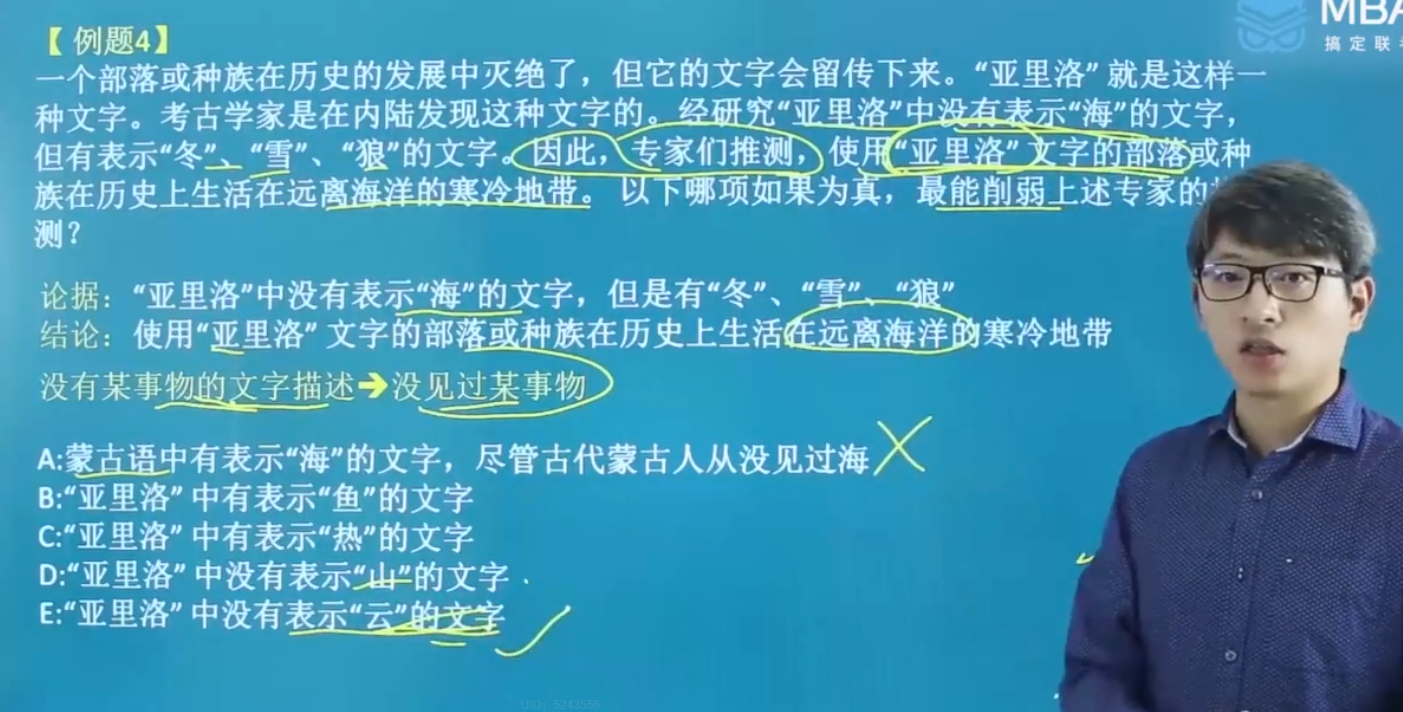 MBA
搞定联考
【 例题4】
一个部落或种族在历史的发展中灭绝了，但它的文字会留传下来。“亚里洛” 就是这样一
种文字。考古学家是在内陆发现这种文字的。经研究“亚里洛”中没有表示“海”的文字，
但有表示“冬”、“雪”、“狼”的文字。因此，专家们推测，使用“亚里洛” 文字的部落或种
族在历史上生活在远离海洋的寒冷地带。 以下哪项如果为真，最能削弱上述专家的
测？
论据：“亚里洛”中没有表示“海”的文字，但是有“冬”、“雪”、“狼”
结论：使用“亚里洛” 文字的部落或种族在历史上生活在远离海洋的寒冷地带
没有某事物的文字描述➔没见过某事物
A:蒙古语中有表示“海”的文字，尽管古代蒙古人从没见过海
B:“亚里洛” 中有表示“鱼”的文字
C:“亚里洛” 中有表示“热”的文字
D:“亚里洛” 中没有表示“山”的文字
E:“亚里洛” 中没有表示“云”的文字
UID: 5243556